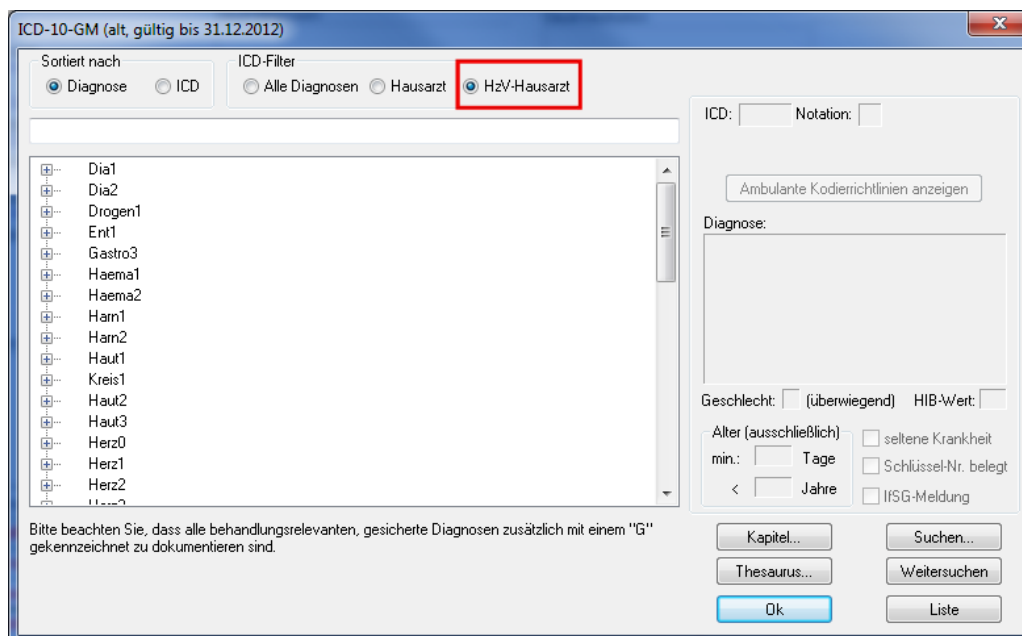 ICD-10-GM (alt, gültig bis 31.12.2012)
Sortiert nach
Diagnose
ICD
ICD-Filter
Alle Diagnosen
Hausarzt
HzV-Hausarzt
Dia1
Dia2
Drogen1
Ent1
Gastro3
Haema1
Haema2
Harn1
Harn2
Haut1
Kreis1
Haut2
Haut3
Herz0
Herz1
Herz2
Bitte beachten Sie, dass alle behandlungsrelevanten, gesicherte Diagnosen zusätzlich mit einem "G"
gekennzeichnet zu dokumentieren sind.
ICD:
Notation:
Ambulante Kodierrichtlinien anzeigen
Diagnose:
Geschlecht:
(überwiegend)
HIB-Wert:
Alter (ausschließlich)
min.:
Tage
<
Jahre
seltene Krankheit
Schlüssel-Nr. belegt
IfSG-Meldung
Kapitel...
Suchen...
Thesaurus...
Weitersuchen
Ok
Liste